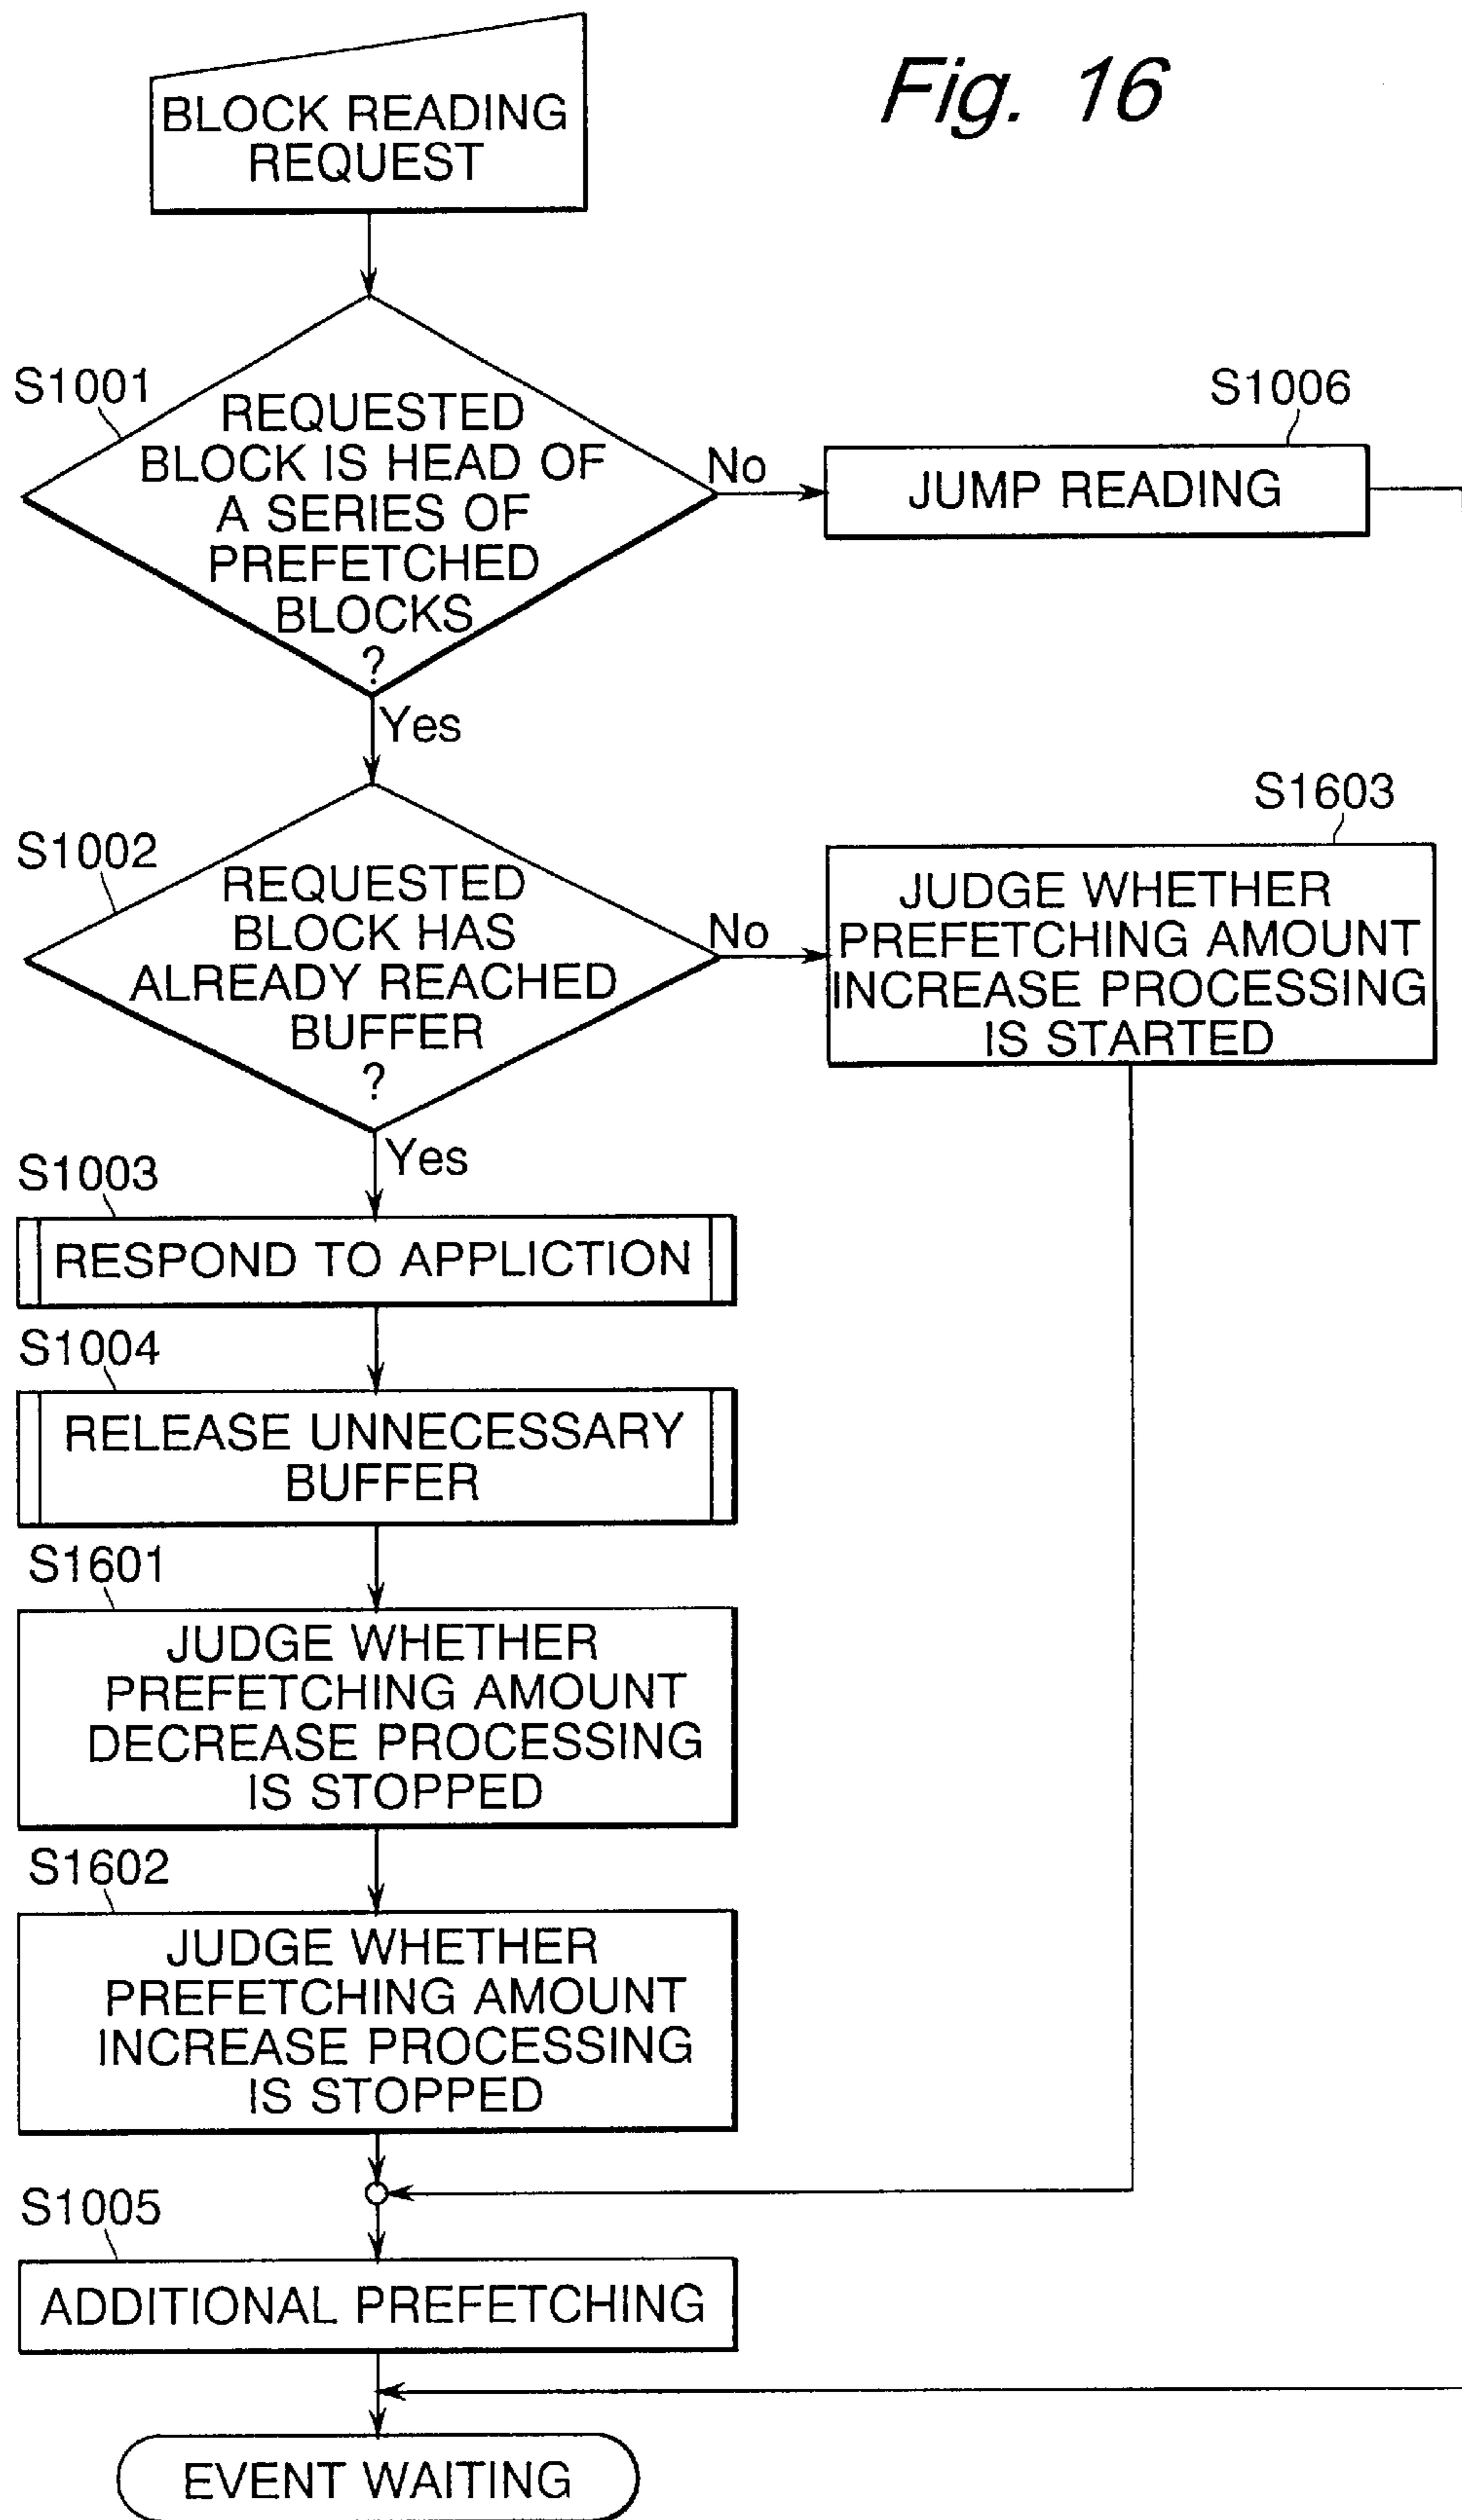 Fig. 16
BLOCK READING
REQUEST
S1001
REQUESTED
BLOCK IS HEAD OF
A SERIES OF
PREFETCHED
BLOCKS
?
No
S1006
JUMP READING
Yes
S1002
REQUESTED
BLOCK HAS
ALREADY REACHED
BUFFER
?
No
S1603
JUDGE WHETHER
PREFETCHING AMOUNT
INCREASE PROCESSING
IS STARTED
Yes
S1003
RESPOND TO APPLICTION
S1004
RELEASE UNNECESSARY
BUFFER
S1601
JUDGE WHETHER
PREFETCHING AMOUNT
DECREASE PROCESSING
IS STOPPED
S1602
JUDGE WHETHER
PREFETCHING AMOUNT
INCREASE PROCESSING
IS STOPPED
S1005
ADDITIONAL PREFETCHING
EVENT WAITING